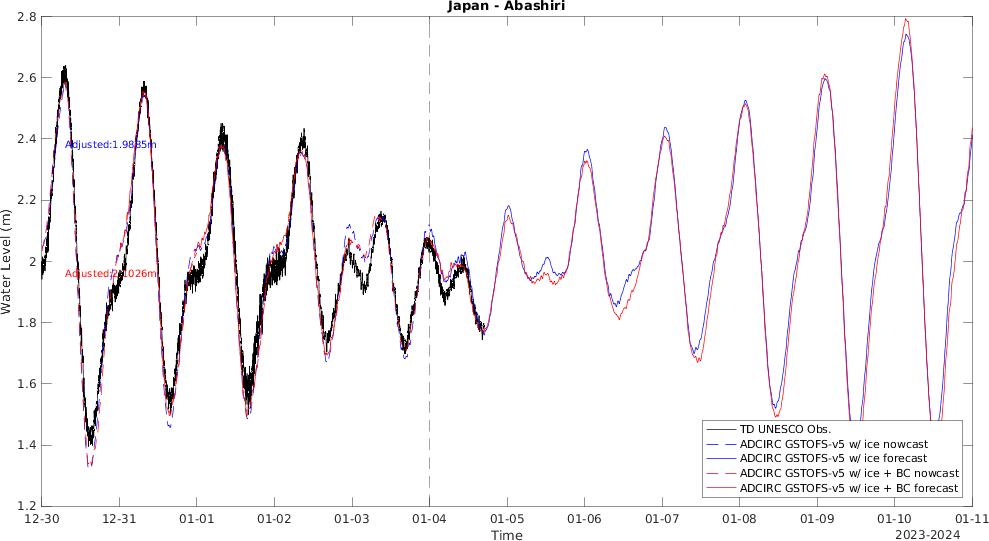 Japan - Abashiri
2.8
2.6
2.4
2.2
2
1.8
1.6
1.4
1.2
Water Level (m)
Adjusted:1.9885m
Adjusted:2.1026m
TD UNESCO Obs.
ADCIRC GSTOFS-v5 w/ ice nowcast
ADCIRC GSTOFS-v5 w/ ice forecast
ADCIRC GSTOFS-v5 w/ ice + BC nowcast
ADCIRC GSTOFS-v5 w/ ice + BC forecast
12-30 12-31 01-01 01-02 01-03 01-04 01-05 01-06 01-07 01-08 01-09 01-10 01-11
Time
2023-2024